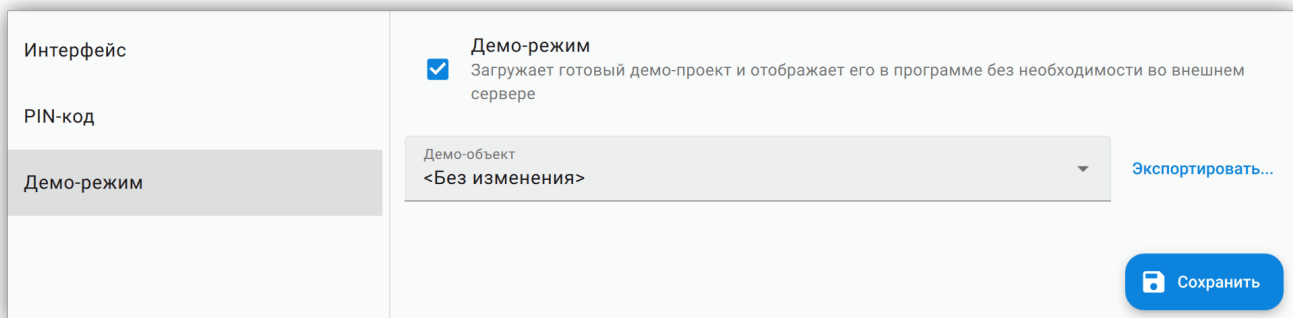 Интерфейс
PIN-код
Демо-режим
Демо-режим
Загружает готовый демо-проект и отображает его в программе без необходимости во внешнем
сервере
Демо-объект
<Без изменения>
Экспортировать...
Сохранить